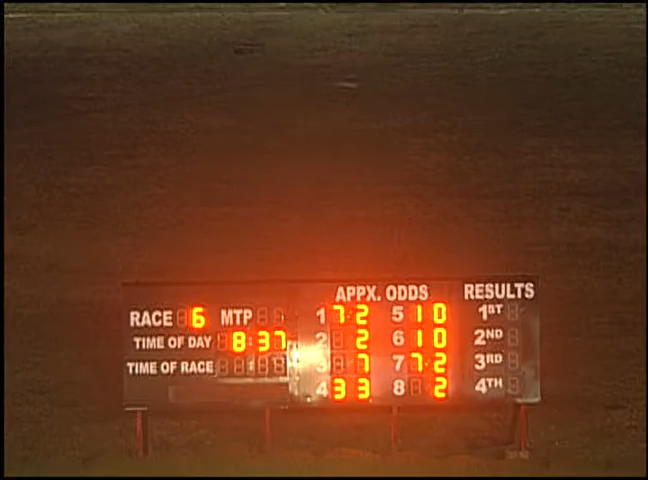 APPX. ODDS RESULTS
RACE 6 MTP 1 7-2 5 10 1ST
TIME OF DAY 8:37 2 2 6 10 2ND
TIME OF RACE 3 7 7 7-2 3RD
4 33 8 2 4TH